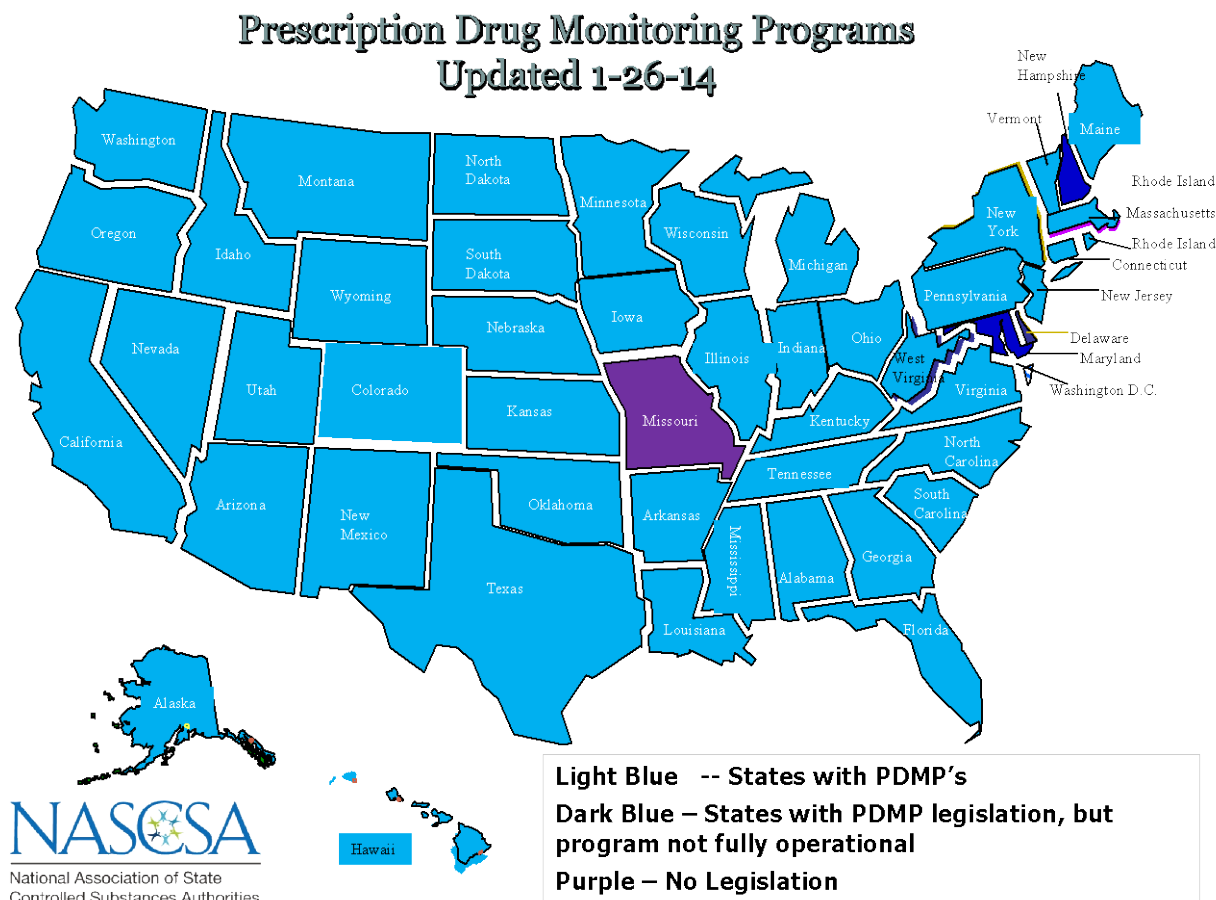 Prescription Drug Monitoring Programs
Updated 1-26-14
New
Hampshire
Vermont
Maine
Washington
Montana
North
Dakota
Minnesota
Rhode Island
Massachusetts
Oregon
Idaho
South
Dakota
Wisconsin
Michigan
New
York
Rhode Island
Connecticut
Wyoming
Pennsylvania
New Jersey
Nebraska
Iowa
Nevada
Illinois
Indiana
Ohio
West
Virginia
Delaware
Maryland
Washington D.C.
Utah
Colorado
Kansas
Missouri
Kentucky
Virginia
California
Tennessee
North
Carolina
Arizona
New
Mexico
Oklahoma
Arkansas
Mississippi
Alabama
Georgia
South
Carolina
Texas
Louisiana
Florida
Alaska
Hawaii
NASCSA
National Association of State
Controlled Substances Authorities
Light Blue -- States with PDMP's
Dark Blue – States with PDMP legislation, but
program not fully operational
Purple – No Legislation